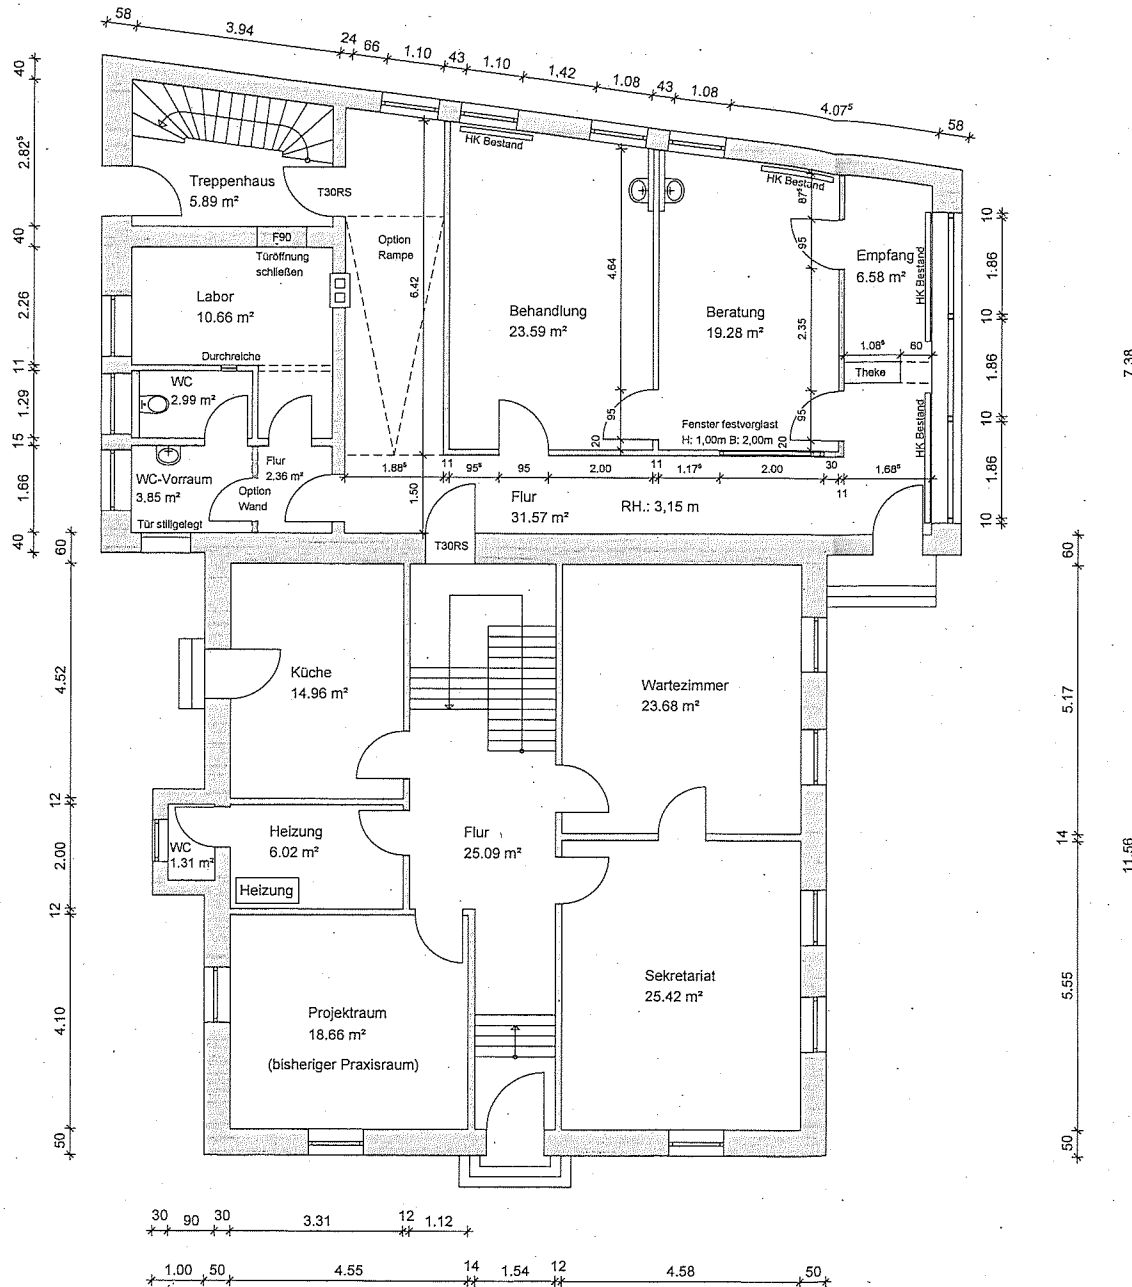 58
3.94
24
66
1.10
43
1.10
1.42
1.08
43
1.08
4.07⁵
58
40
2.82⁵
40
2.26
11
1.29
15
1.66
40
HK Bestand
HK Bestand
Treppenhaus
5.89 m²
T30RS
F90
Türöffnung
schließen
Option
Rampe
6.42
4.64
87⁵
95
2.35
95
20
Empfang
6.58 m²
HK Bestand
10
1.86
10
1.86
10
1.86
10
7.38
Labor
10.66 m²
Behandlung
23.59 m²
Beratung
19.28 m²
Durchreiche
1.08⁵
60
Theke
HK Bestand
WC
2.99 m²
95
20
Fenster festverglast
H: 1,00m B: 2,00m
WC-Vorraum
3,85 m²
Flur
2,36 m²
Option
Wand
Tür stillgelegt
1.88⁵
11
95⁵
95
2.00
11
1.17⁵
2.00
30
11
1.68⁵
1.50
Flur
31.57 m²
RH.: 3,15 m
T30RS
60
4.52
12
2.00
12
4.10
50
60
5.17
14
5.55
50
11.56
Küche
14.96 m²
Wartezimmer
23.68 m²
Heizung
6.02 m²
WC
1.31 m²
Heizung
Flur
25.09 m²
Sekretariat
25.42 m²
Projektraum
18.66 m²
(bisheriger Praxisraum)
30
90
30
3.31
12
1.12
1.00
50
4.55
14
1.54
12
4.58
50